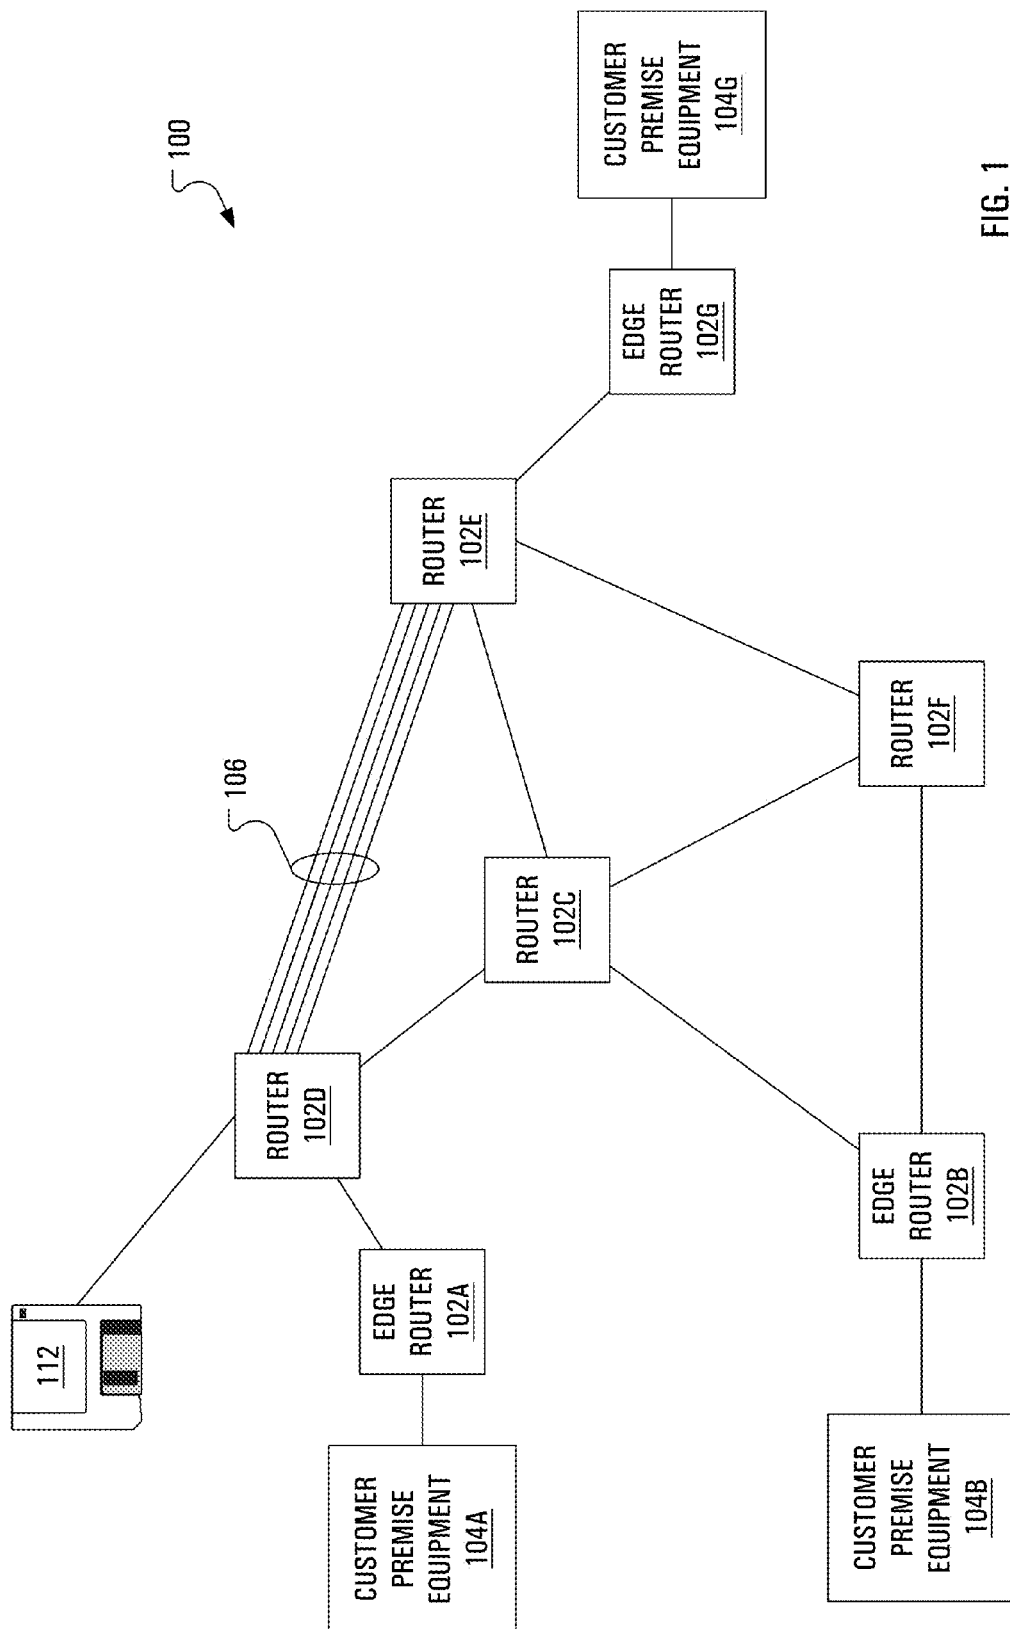 100
112
ROUTER
102D
106
ROUTER
102E
CUSTOMER
PREMISE
EQUIPMENT
104A
EDGE
ROUTER
102A
ROUTER
102C
EDGE
ROUTER
102G
CUSTOMER
PREMISE
EQUIPMENT
104G
CUSTOMER
PREMISE
EQUIPMENT
104B
EDGE
ROUTER
102B
ROUTER
102F
FIG. 1